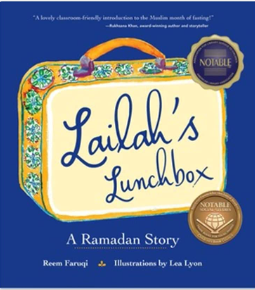 "A lovely classroom-friendly introduction to the Muslim month of fasting!"
—Rukhsana Khan, award-winning author and storyteller
NOTABLE
Lailah's
Lunchbox
NOTABLE
A Ramadan Story
Reem Faruqi Illustrations by Lea Lyon